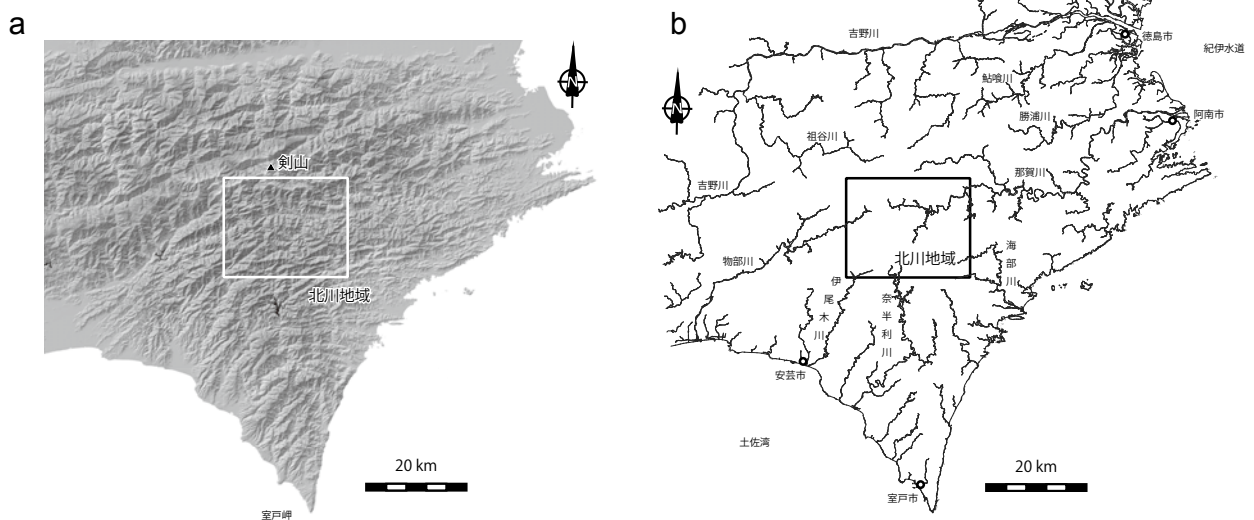 a
剣山
北川地域
20 km
室戸岬
b
吉野川
徳島市
紀伊水道
鮎喰川
勝浦川
阿南市
祖谷川
那賀川
吉野川
北川地域
海部川
物部川
伊尾木川
奈半利川
安芸市
土佐湾
20 km
室戸市
N
N